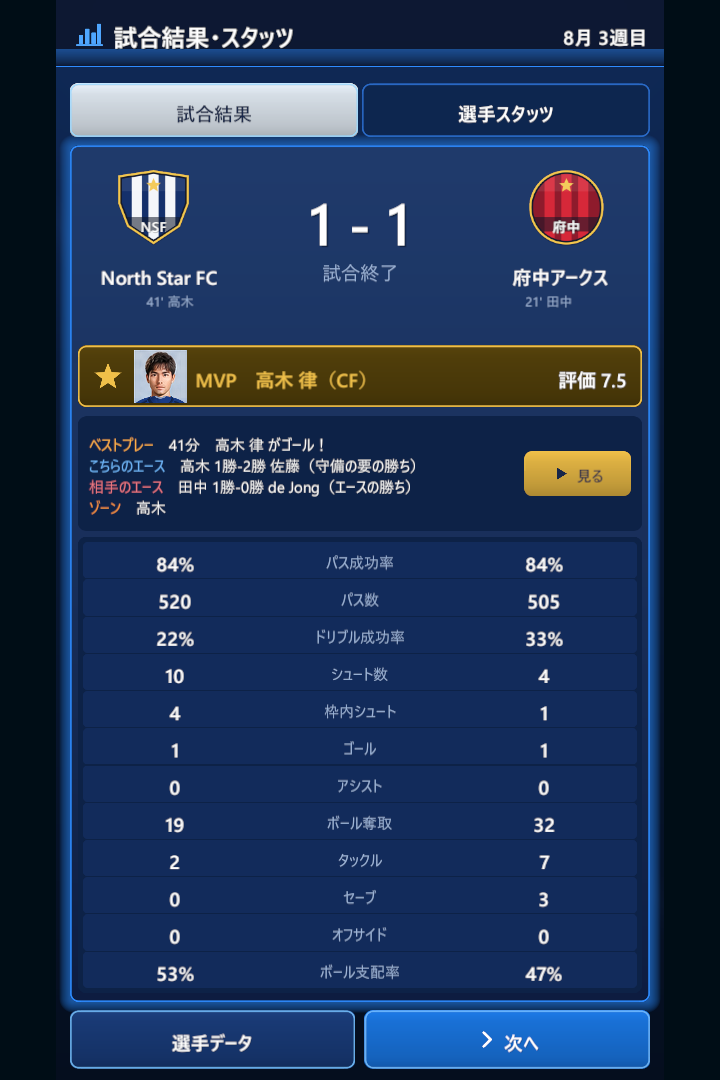 試合結果・スタッツ 8月 3週目
試合結果 選手スタッツ
NSF 府中
1 - 1
試合終了
North Star FC 府中アークス
41' 高木 21' 田中
MVP 高木 律（CF） 評価 7.5
ベストプレー 41分 高木 律 がゴール！
こちらのエース 高木 1勝-2勝 佐藤（守備の要の勝ち）
相手のエース 田中 1勝-0勝 de Jong（エースの勝ち）
ゾーン 高木
見る
84% パス成功率 84%
520 パス数 505
22% ドリブル成功率 33%
10 シュート数 4
4 枠内シュート 1
1 ゴール 1
0 アシスト 0
19 ボール奪取 32
2 タックル 7
0 セーブ 3
0 オフサイド 0
53% ボール支配率 47%
選手データ 次へ